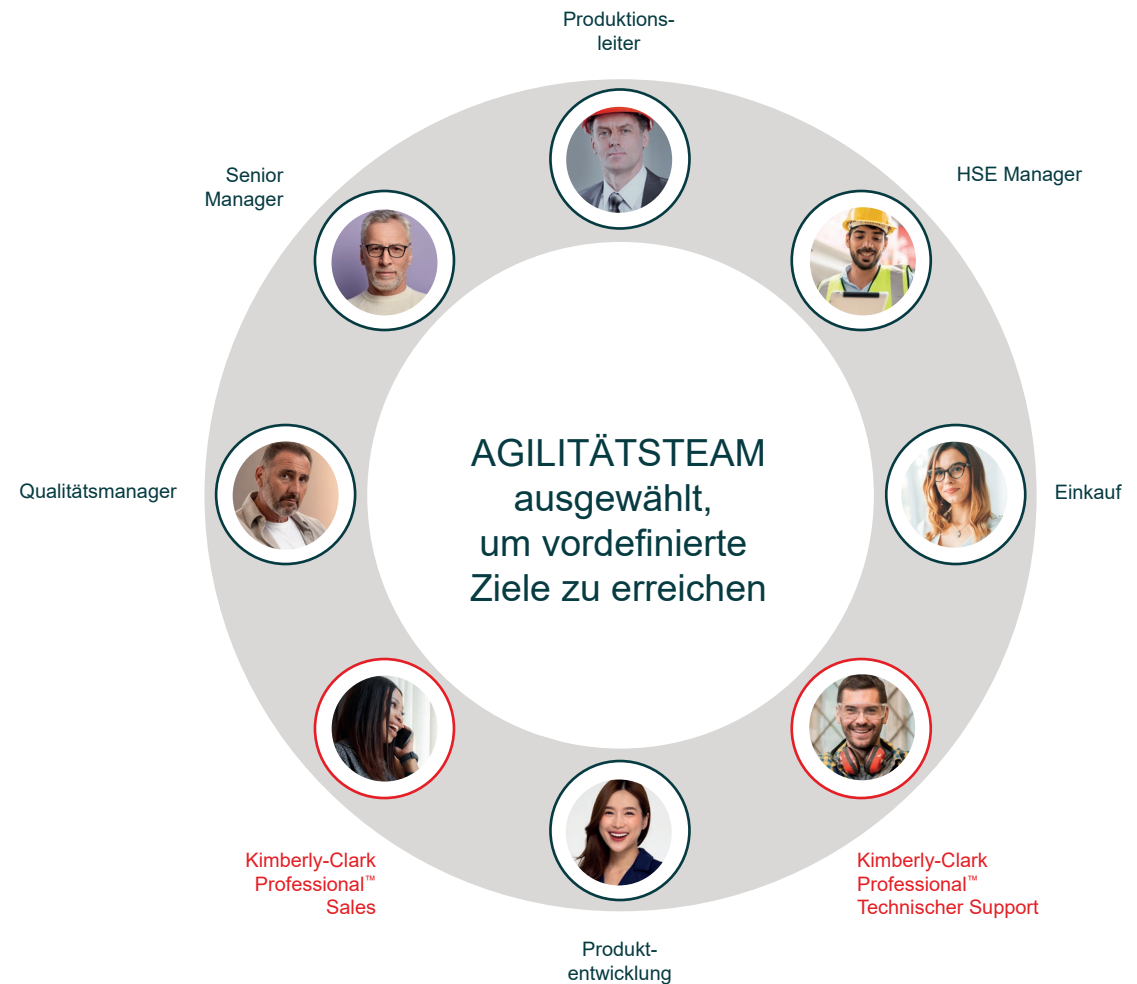 Produktions-
leiter
Senior
Manager
HSE Manager
Qualitätsmanager
AGILITÄTSTEAM
ausgewählt,
um vordefinierte
Ziele zu erreichen
Einkauf
Kimberly-Clark
Professional™
Sales
Kimberly-Clark
Professional™
Technischer Support
Produkt-
entwicklung